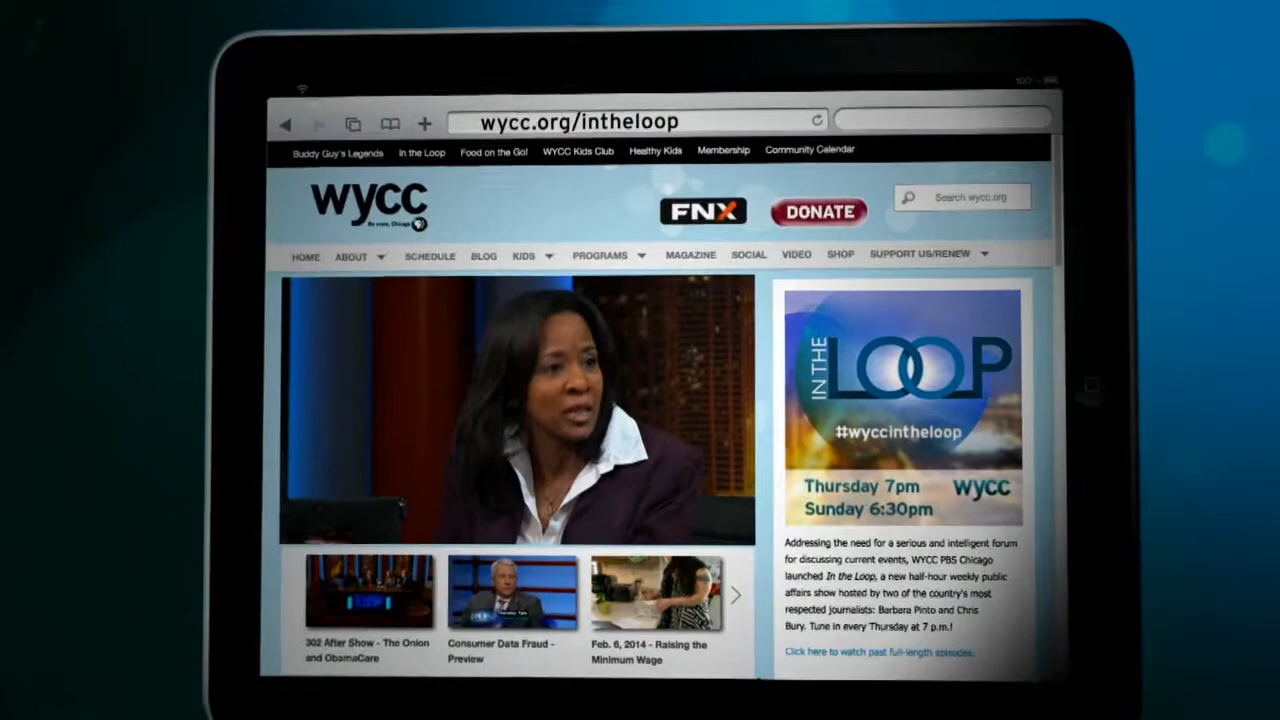 100
wycc.org/intheloop
Buddy Guy's Legends In the Loop Food on the Go! WYCC Kids Club Healthy Kids Membership Community Calendar
wycc
Be more, Chicago
FNX
DONATE
Search wycc.org
HOME ABOUT SCHEDULE BLOG KIDS PROGRAMS MAGAZINE SOCIAL VIDEO SHOP SUPPORT US/RENEW
IN THE LOOP
#wyccintheloop
Thursday 7pm wycc
Sunday 6:30pm
Addressing the need for a serious and intelligent forum
for discussing current events, WYCC PBS Chicago
launched In the Loop, a new half-hour weekly public
affairs show hosted by two of the country's most
respected journalists: Barbara Pinto and Chris
Bury. Tune in every Thursday at 7 p.m.!
Click here to watch past full-length episodes.
Thursday 7pm
302 After Show - The Onion
and ObamaCare
Consumer Data Fraud -
Preview
Feb. 6, 2014 - Raising the
Minimum Wage